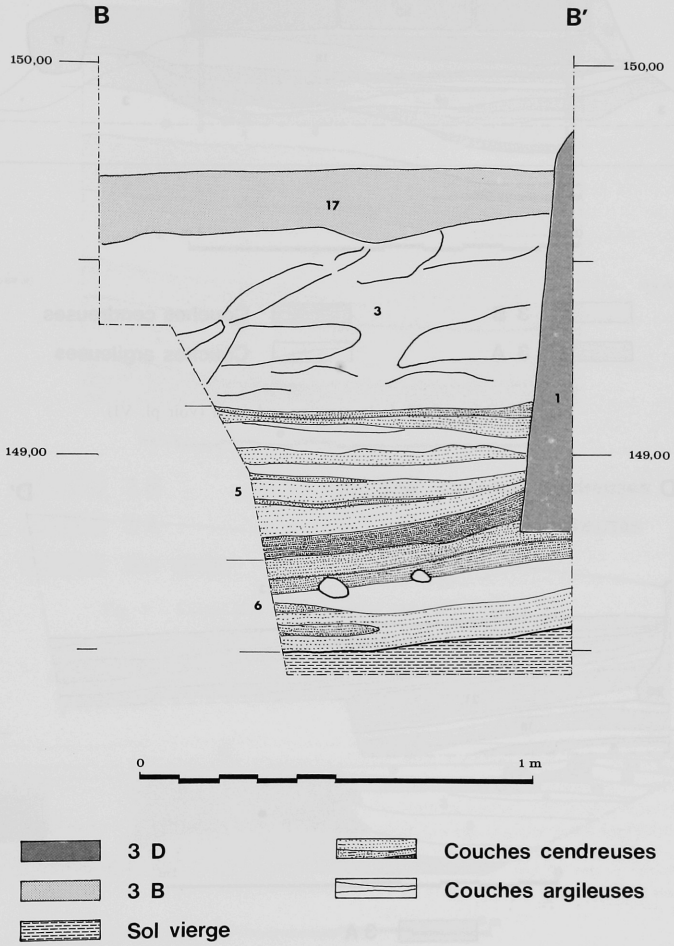 B B'
150,00 150,00
17
3
1
149,00 149,00
5
6
0 1 m
3 D Couches cendreuses
3 B Couches argileuses
Sol vierge